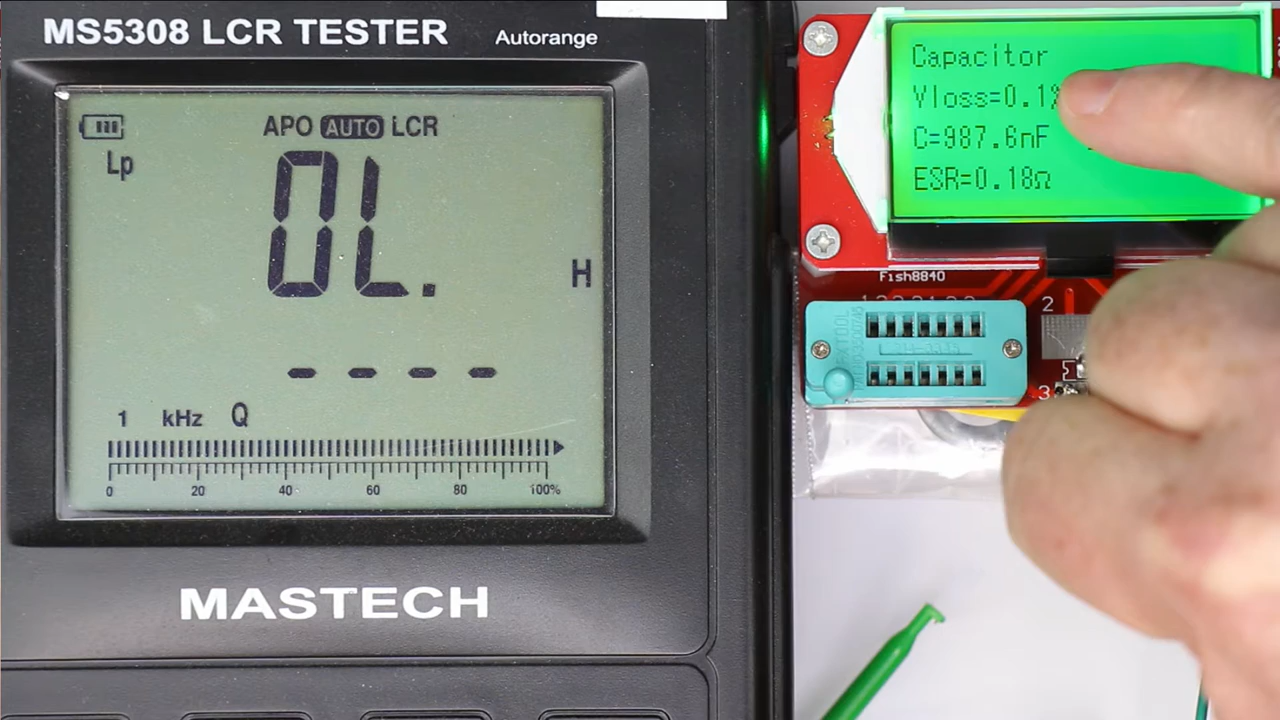 MS5308 LCR TESTER Autorange
APO AUTO LCR
Lp
0L.
H
- - - -
1 kHz Q
0 20 40 60 80 100%
MASTECH
Capacitor
Vloss=0.1%
C=987.6nF
ESR=0.18Ω
Fish8840
2
3